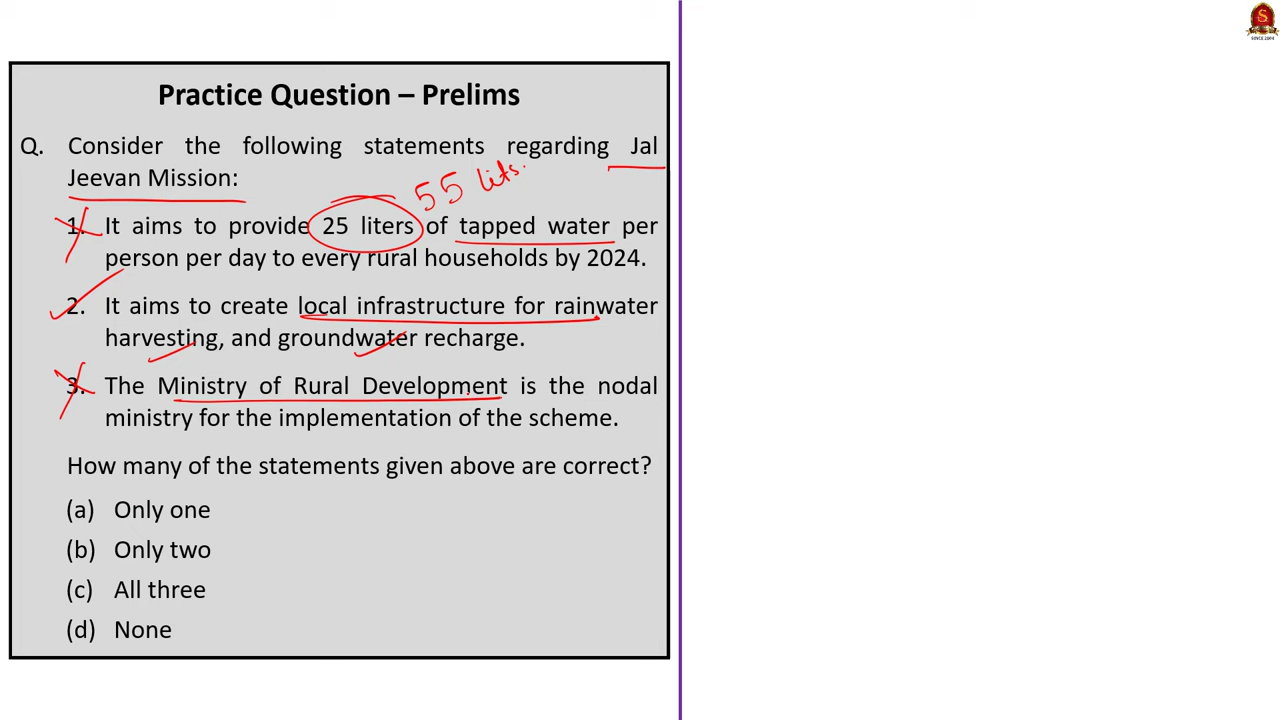 Practice Question – Prelims
Q. Consider the following statements regarding Jal
Jeevan Mission:
55 lits.
1. It aims to provide 25 liters of tapped water per
person per day to every rural households by 2024.
2. It aims to create local infrastructure for rainwater
harvesting, and groundwater recharge.
3. The Ministry of Rural Development is the nodal
ministry for the implementation of the scheme.
How many of the statements given above are correct?
(a) Only one
(b) Only two
(c) All three
(d) None
S
SINCE 2004